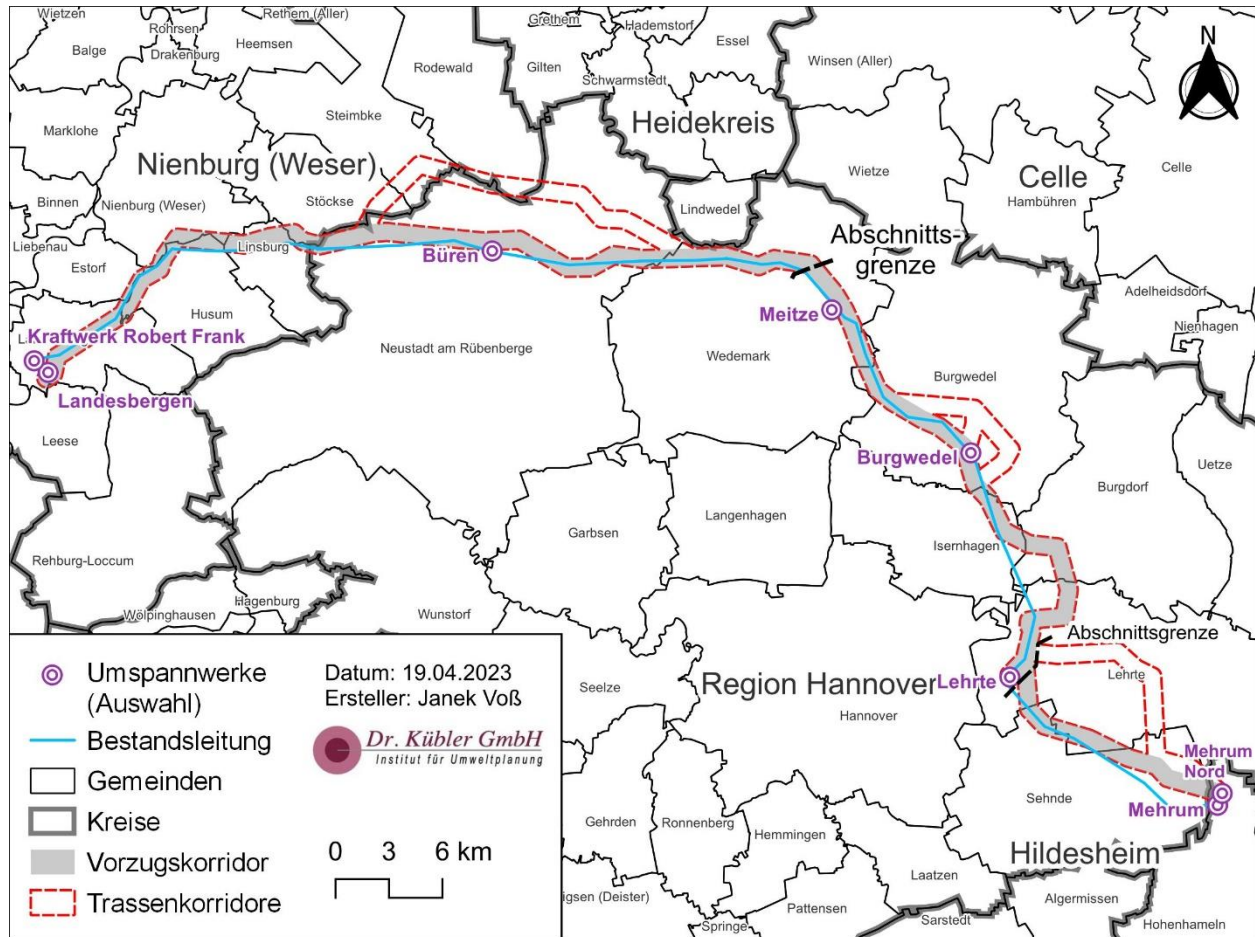 Wietzen
Rohrsen
Rethem (Aller)
Grethem
Hademstorf
Balge
Drakenburg
Heemsen
Essel
Rodewald
Gilten
Schwarmstedt
Winsen (Aller)
N
Steimbke
Marklohe
Heidekreis
Nienburg (Weser)
Wietze
Celle
Celle
Hambühren
Binnen
Nienburg (Weser)
Stöckse
Lindwedel
Liebenau
Linsburg
Büren
Abschnitts-
grenze
Estorf
Adelheidsdorf
Husum
Meitze
Nienhagen
Kraftwerk Robert Frank
Neustadt am Rübenberge
Wedemark
Burgwedel
Landesbergen
Leese
Burgwedel
Uetze
Burgdorf
Garbsen
Langenhagen
Isernhagen
Rehburg-Loccum
Hagenburg
Wölpinghausen
Wunstorf
Abschnittsgrenze
Lehrte
Lehrte
Seelze
Region Hannover
Hannover
Mehrum
Nord
Mehrum
Sehnde
Gehrden
Ronnenberg
Hemmingen
Hildesheim
Laatzen
Algermissen
igsen (Deister)
Pattensen
Sarstedt
Hohenhameln
Springe
Umspannwerke
(Auswahl)
Bestandsleitung
Gemeinden
Kreise
Vorzugskorridor
Trassenkorridore
Datum: 19.04.2023
Ersteller: Janek Voß
Dr. Kübler GmbH
Institut für Umweltplanung
0 3 6 km